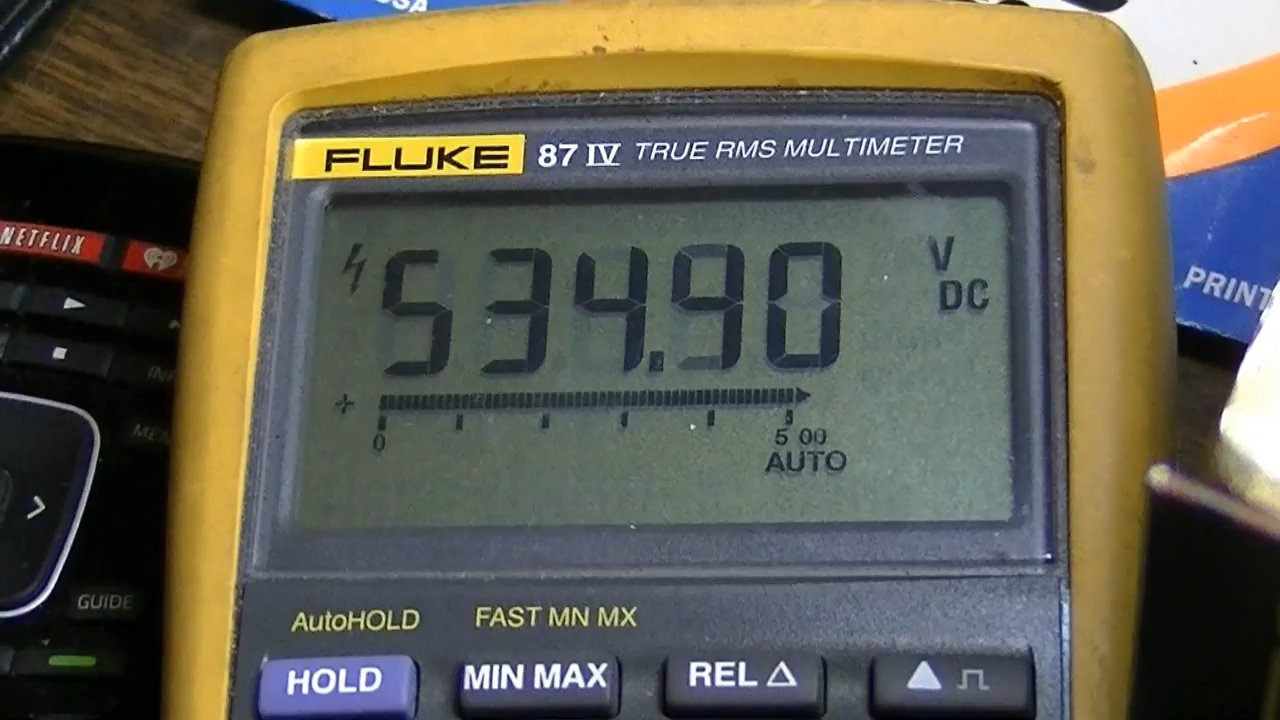 USA
FLUKE 87 IV TRUE RMS MULTIMETER
NETFLIX
534.90 V DC
PRINT
+
0 5 00
AUTO
GUIDE
AutoHOLD FAST MN MX
HOLD MIN MAX REL △ ▲